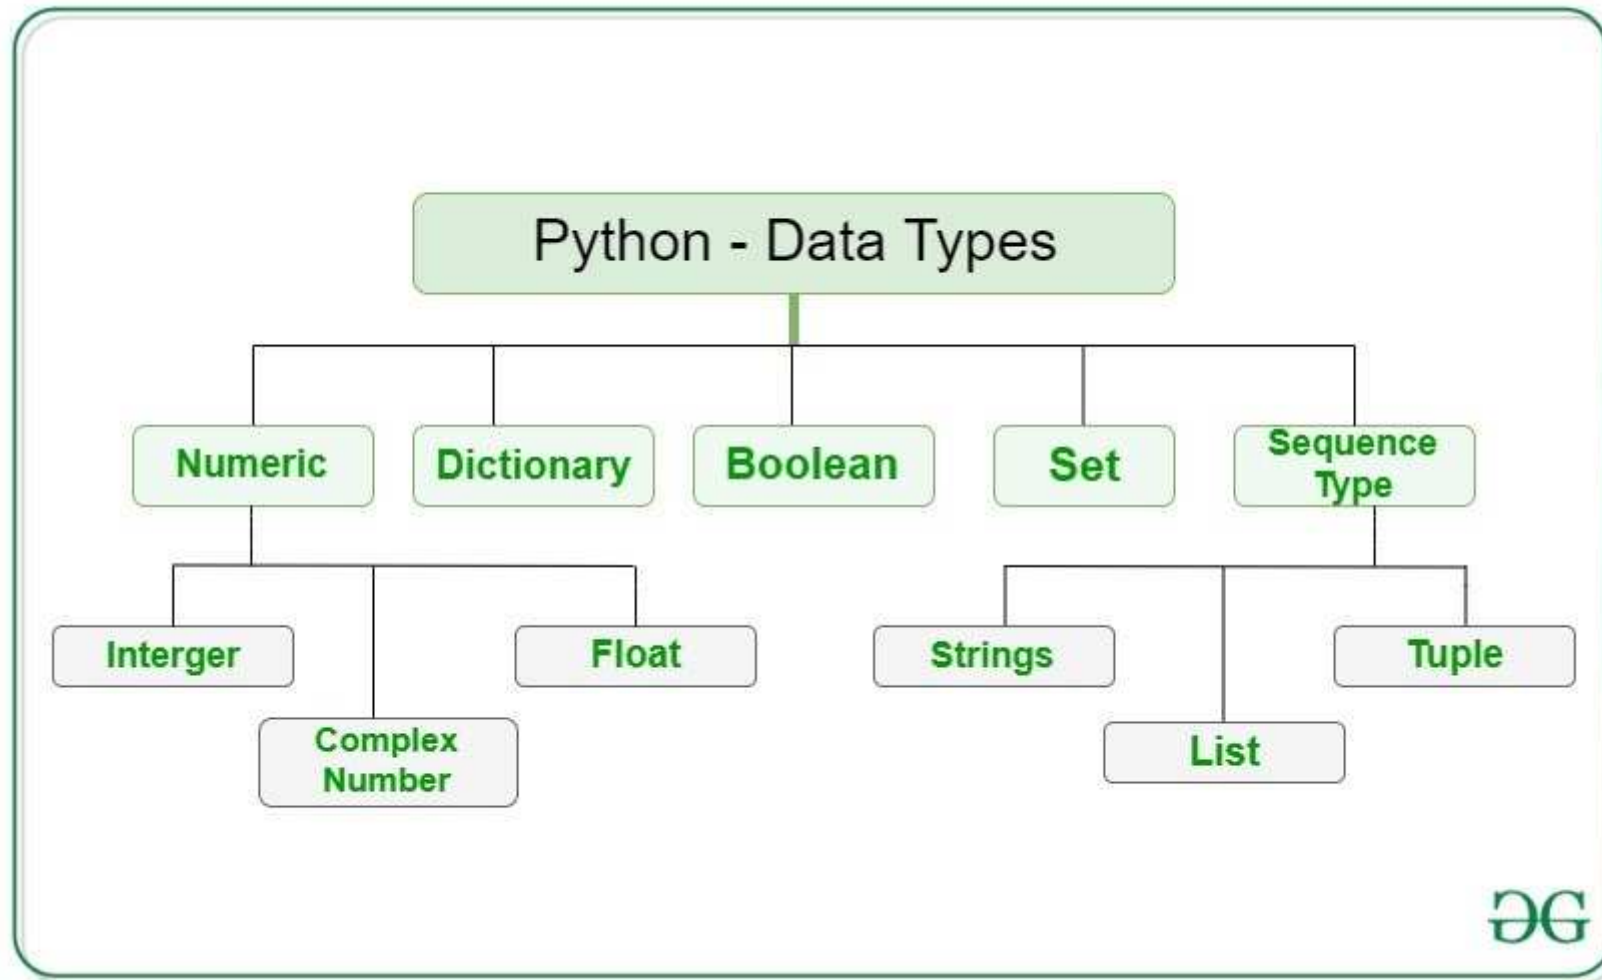 Python - Data Types
Numeric
Dictionary
Boolean
Set
Sequence
Type
Interger
Float
Strings
Tuple
Complex
Number
List
GG